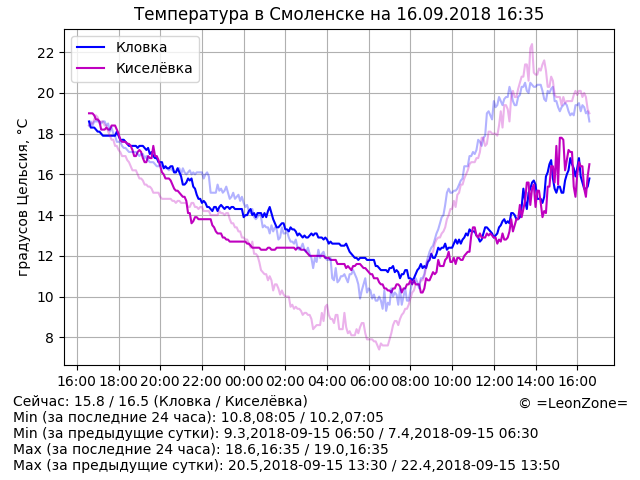 Температура в Смоленске на 16.09.2018 16:35
Кловка
Киселёвка
градусов Цельсия, °C
22
20
18
16
14
12
10
8
16:00 18:00 20:00 22:00 00:00 02:00 04:00 06:00 08:00 10:00 12:00 14:00 16:00
Сейчас: 15.8 / 16.5 (Кловка / Киселёвка)
© =LeonZone=
Min (за последние 24 часа): 10.8,08:05 / 10.2,07:05
Min (за предыдущие сутки): 9.3,2018-09-15 06:50 / 7.4,2018-09-15 06:30
Max (за последние 24 часа): 18.6,16:35 / 19.0,16:35
Max (за предыдущие сутки): 20.5,2018-09-15 13:30 / 22.4,2018-09-15 13:50